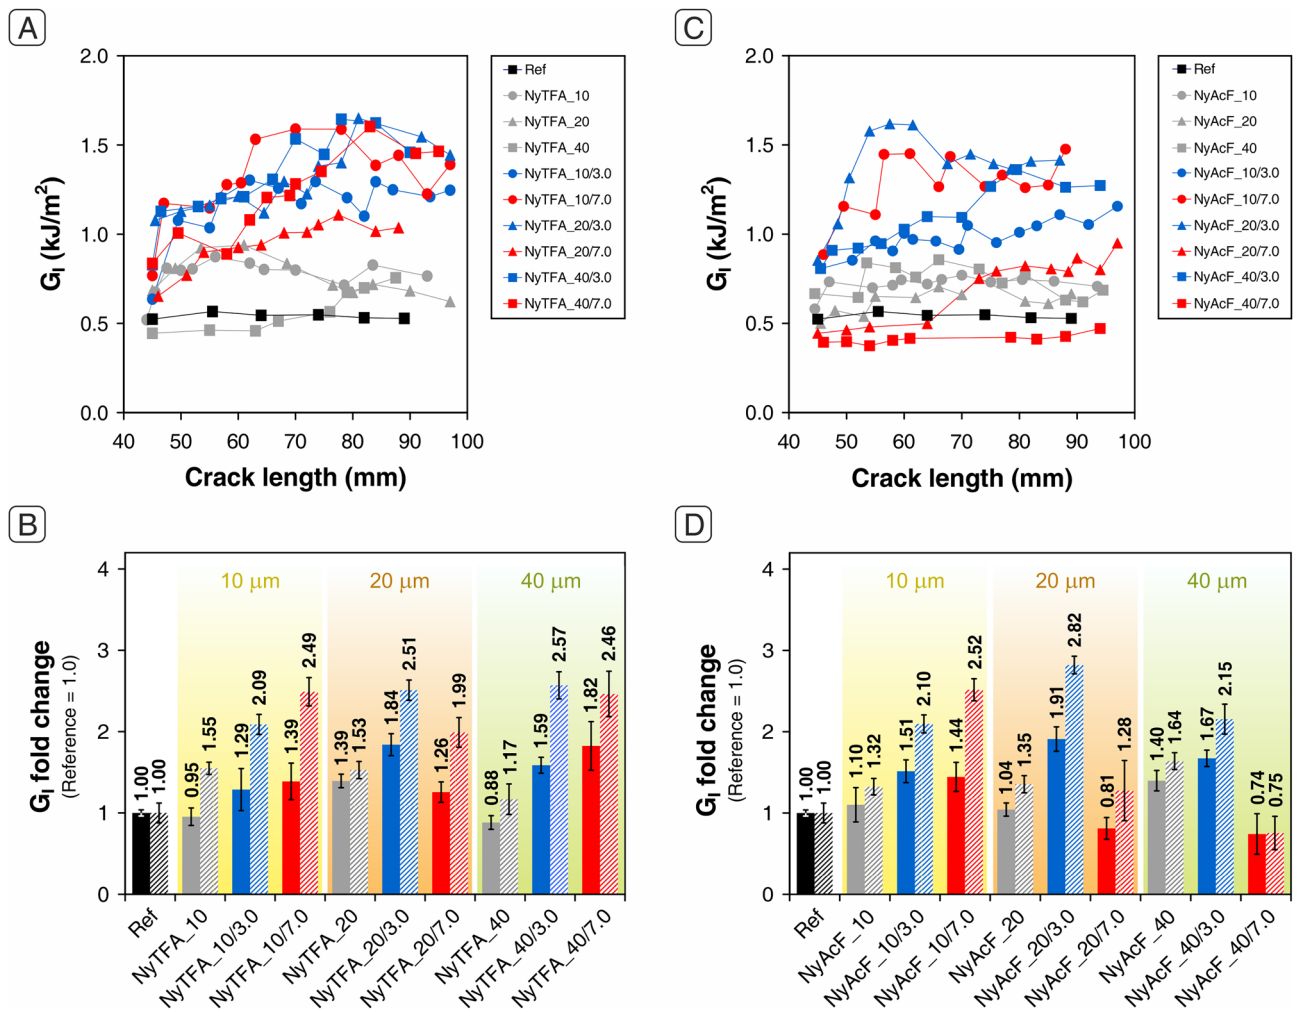 A
2.0
1.5
1.0
0.5
0.0
G_I (kJ/m²)
40 50 60 70 80 90 100
Crack length (mm)
Ref
NyTFA_10
NyTFA_20
NyTFA_40
NyTFA_10/3.0
NyTFA_10/7.0
NyTFA_20/3.0
NyTFA_20/7.0
NyTFA_40/3.0
NyTFA_40/7.0
C
2.0
1.5
1.0
0.5
0.0
G_I (kJ/m²)
40 50 60 70 80 90 100
Crack length (mm)
Ref
NyAcF_10
NyAcF_20
NyAcF_40
NyAcF_10/3.0
NyAcF_10/7.0
NyAcF_20/3.0
NyAcF_20/7.0
NyAcF_40/3.0
NyAcF_40/7.0
B
4
3
2
1
0
G_I fold change
(Reference = 1.0)
10 μm 20 μm 40 μm
1.00 1.00 0.95 1.55 1.29 2.09 1.39 2.49 1.39 1.53 1.84 2.51 1.26 1.99 0.88 1.17 1.59 2.57 1.82 2.46
Ref
NyTFA_10
NyTFA_10/3.0
NyTFA_10/7.0
NyTFA_20
NyTFA_20/3.0
NyTFA_20/7.0
NyTFA_40
NyTFA_40/3.0
NyTFA_40/7.0
D
4
3
2
1
0
G_I fold change
(Reference = 1.0)
10 μm 20 μm 40 μm
1.00 1.00 1.10 1.32 1.51 2.10 1.44 2.52 1.04 1.35 1.91 2.82 0.81 1.28 1.40 1.64 1.67 2.15 0.74 0.75
Ref
NyAcF_10
NyAcF_10/3.0
NyAcF_10/7.0
NyAcF_20
NyAcF_20/3.0
NyAcF_20/7.0
NyAcF_40
NyAcF_40/3.0
NyAcF_40/7.0